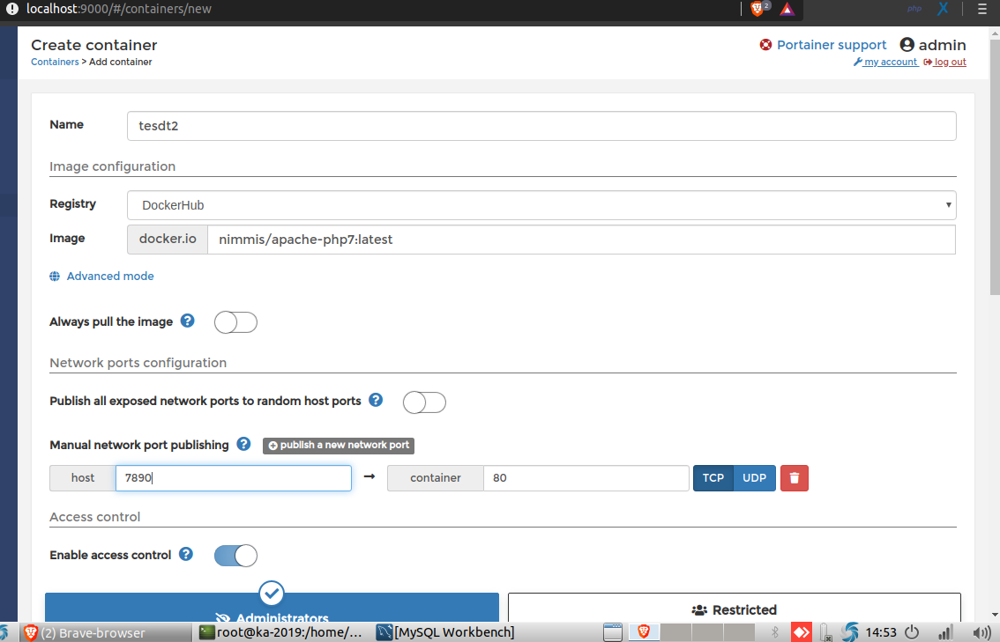 localhost:9000/#/containers/new
2
php
Create container
Portainer support admin
Containers > Add container
my account log out
Name tesdt2
Image configuration
Registry DockerHub
Image docker.io nimmis/apache-php7:latest
Advanced mode
Always pull the image
Network ports configuration
Publish all exposed network ports to random host ports
Manual network port publishing publish a new network port
host 7890 → container 80 TCP UDP
Access control
Enable access control
Administrators
Restricted
(2) Brave-browser root@ka-2019:/home/... [MySQL Workbench] 14:53